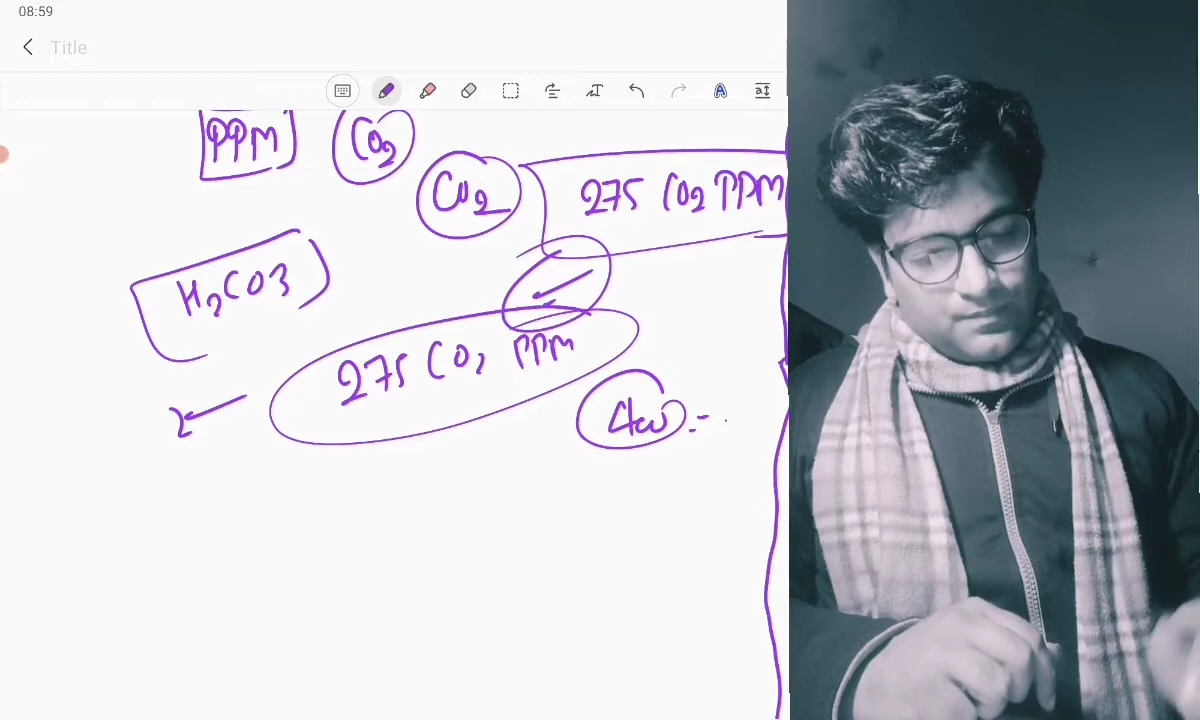 08:59
Title
PPM CO2
CO2 275 CO2 PPM
H2CO3
275 CO2 PPM